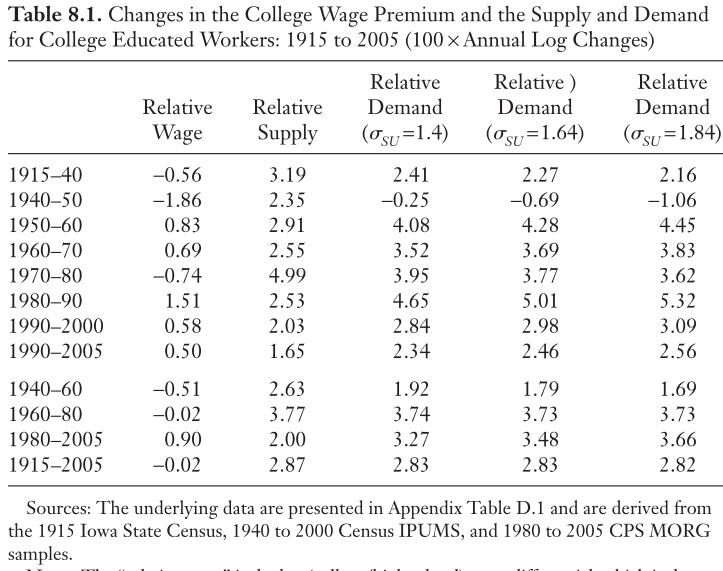 Table 8.1. Changes in the College Wage Premium and the Supply and Demand
for College Educated Workers: 1915 to 2005 (100 × Annual Log Changes)
Relative Wage | Relative Supply | Relative Demand (σSU=1.4) | Relative ) Demand (σSU=1.64) | Relative Demand (σSU=1.84)
1915–40 –0.56 3.19 2.41 2.27 2.16
1940–50 –1.86 2.35 –0.25 –0.69 –1.06
1950–60 0.83 2.91 4.08 4.28 4.45
1960–70 0.69 2.55 3.52 3.69 3.83
1970–80 –0.74 4.99 3.95 3.77 3.62
1980–90 1.51 2.53 4.65 5.01 5.32
1990–2000 0.58 2.03 2.84 2.98 3.09
1990–2005 0.50 1.65 2.34 2.46 2.56
1940–60 –0.51 2.63 1.92 1.79 1.69
1960–80 –0.02 3.77 3.74 3.73 3.73
1980–2005 0.90 2.00 3.27 3.48 3.66
1915–2005 –0.02 2.87 2.83 2.83 2.82
Sources: The underlying data are presented in Appendix Table D.1 and are derived from
the 1915 Iowa State Census, 1940 to 2000 Census IPUMS, and 1980 to 2005 CPS MORG
samples.